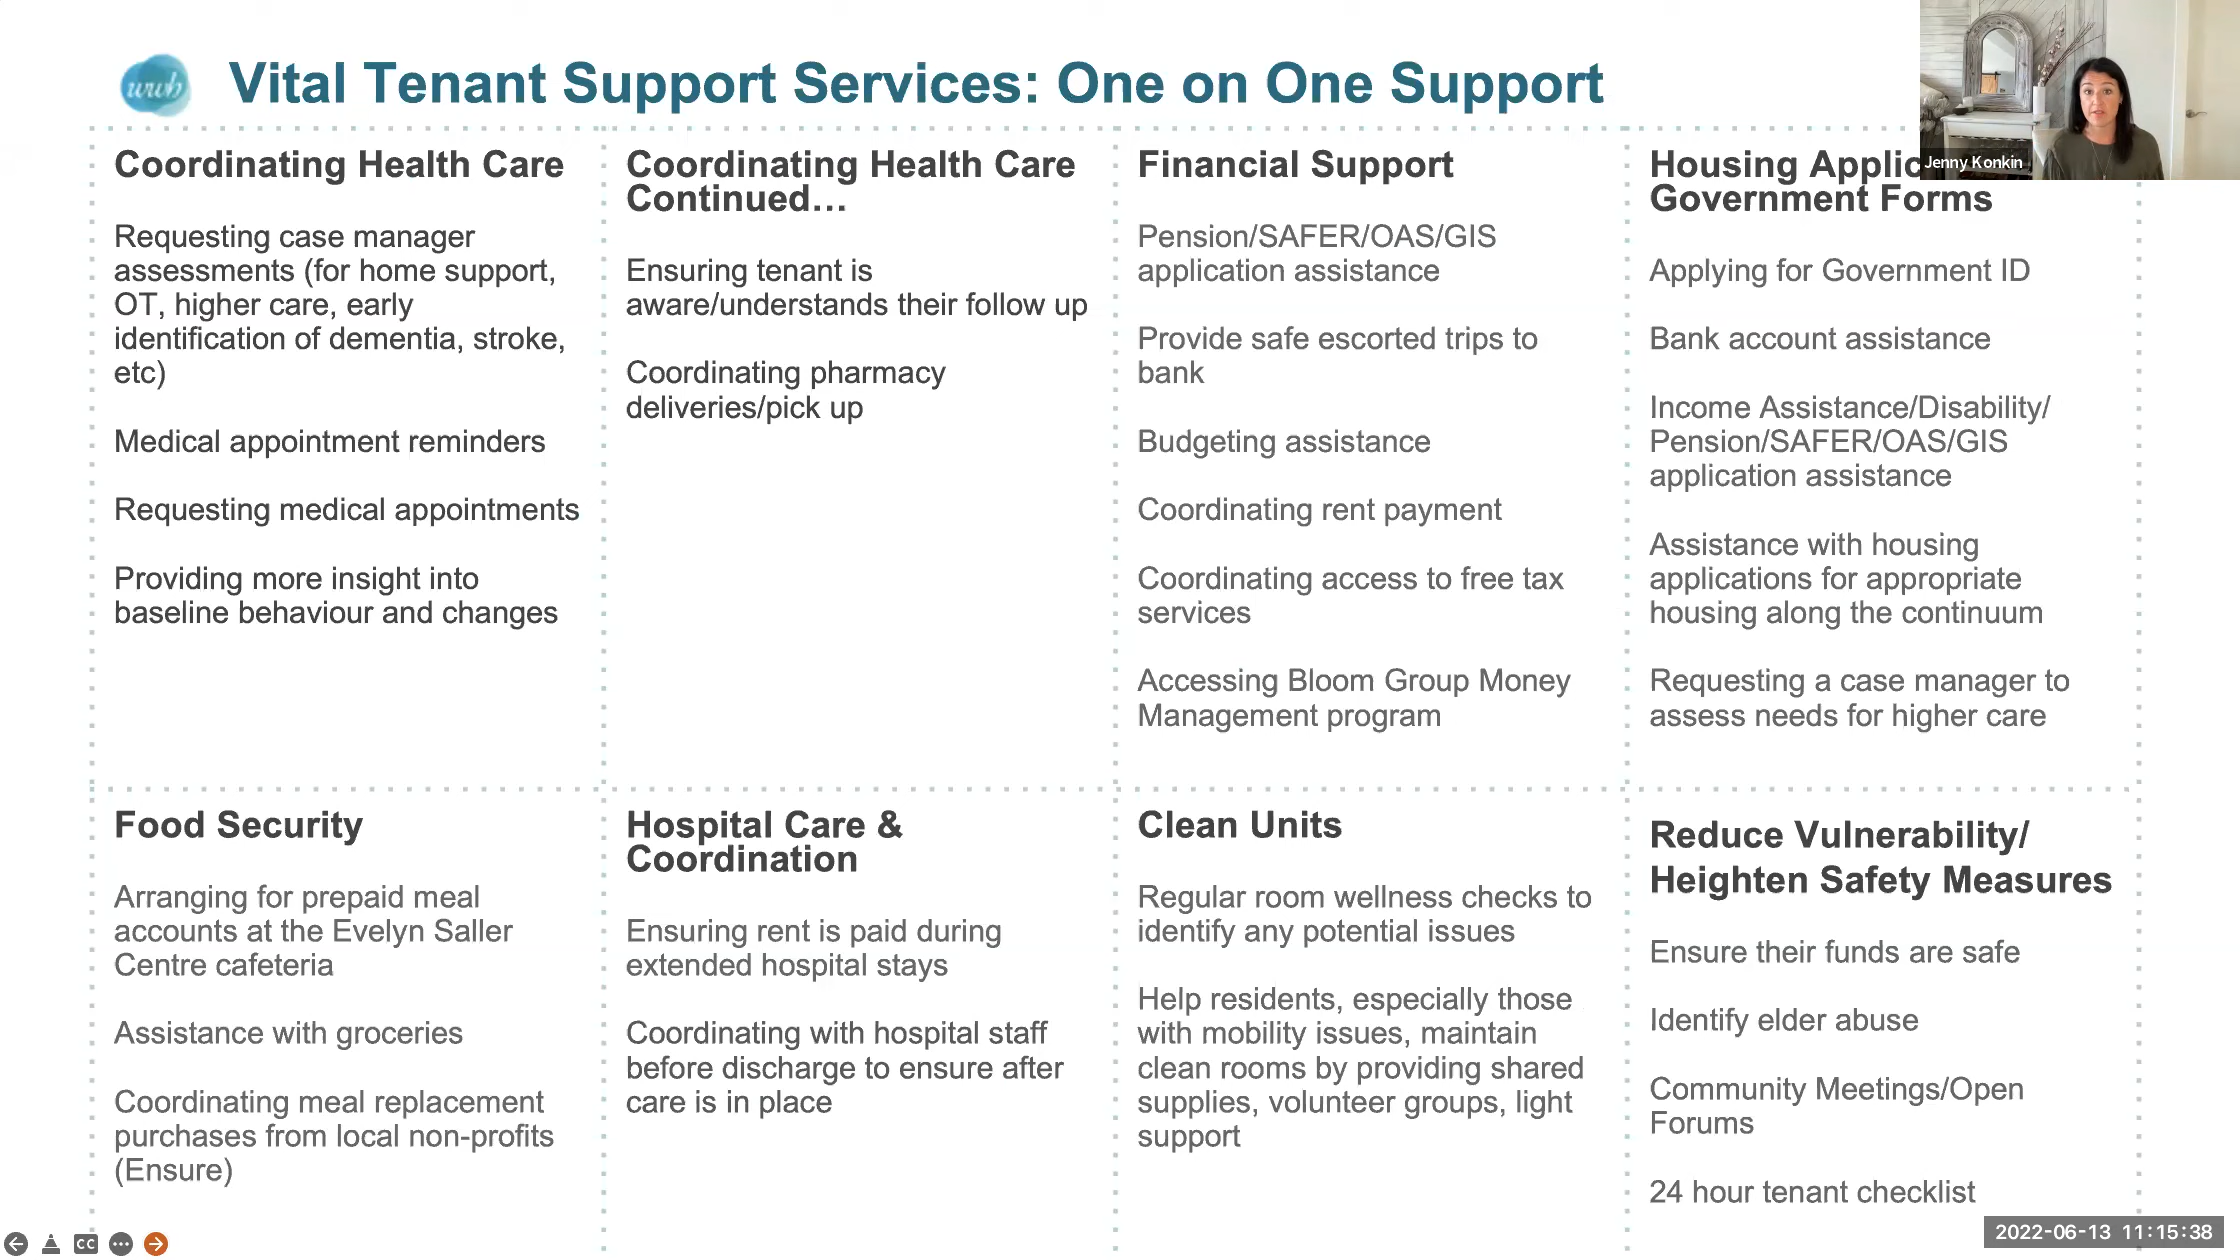 wwb
Vital Tenant Support Services: One on One Support
Jenny Konkin
Coordinating Health Care
Requesting case manager
assessments (for home support,
OT, higher care, early
identification of dementia, stroke,
etc)
Medical appointment reminders
Requesting medical appointments
Providing more insight into
baseline behaviour and changes
Coordinating Health Care
Continued...
Ensuring tenant is
aware/understands their follow up
Coordinating pharmacy
deliveries/pick up
Financial Support
Pension/SAFER/OAS/GIS
application assistance
Provide safe escorted trips to
bank
Budgeting assistance
Coordinating rent payment
Coordinating access to free tax
services
Accessing Bloom Group Money
Management program
Housing
Government Forms
Applying for Government ID
Bank account assistance
Income Assistance/Disability/
Pension/SAFER/OAS/GIS
application assistance
Assistance with housing
applications for appropriate
housing along the continuum
Requesting a case manager to
assess needs for higher care
Food Security
Arranging for prepaid meal
accounts at the Evelyn Saller
Centre cafeteria
Assistance with groceries
Coordinating meal replacement
purchases from local non-profits
(Ensure)
Hospital Care &
Coordination
Ensuring rent is paid during
extended hospital stays
Coordinating with hospital staff
before discharge to ensure after
care is in place
Clean Units
Regular room wellness checks to
identify any potential issues
Help residents, especially those
with mobility issues, maintain
clean rooms by providing shared
supplies, volunteer groups, light
support
Reduce Vulnerability/
Heighten Safety Measures
Ensure their funds are safe
Identify elder abuse
Community Meetings/Open
Forums
24 hour tenant checklist
CC
2022-06-13 11:15:38